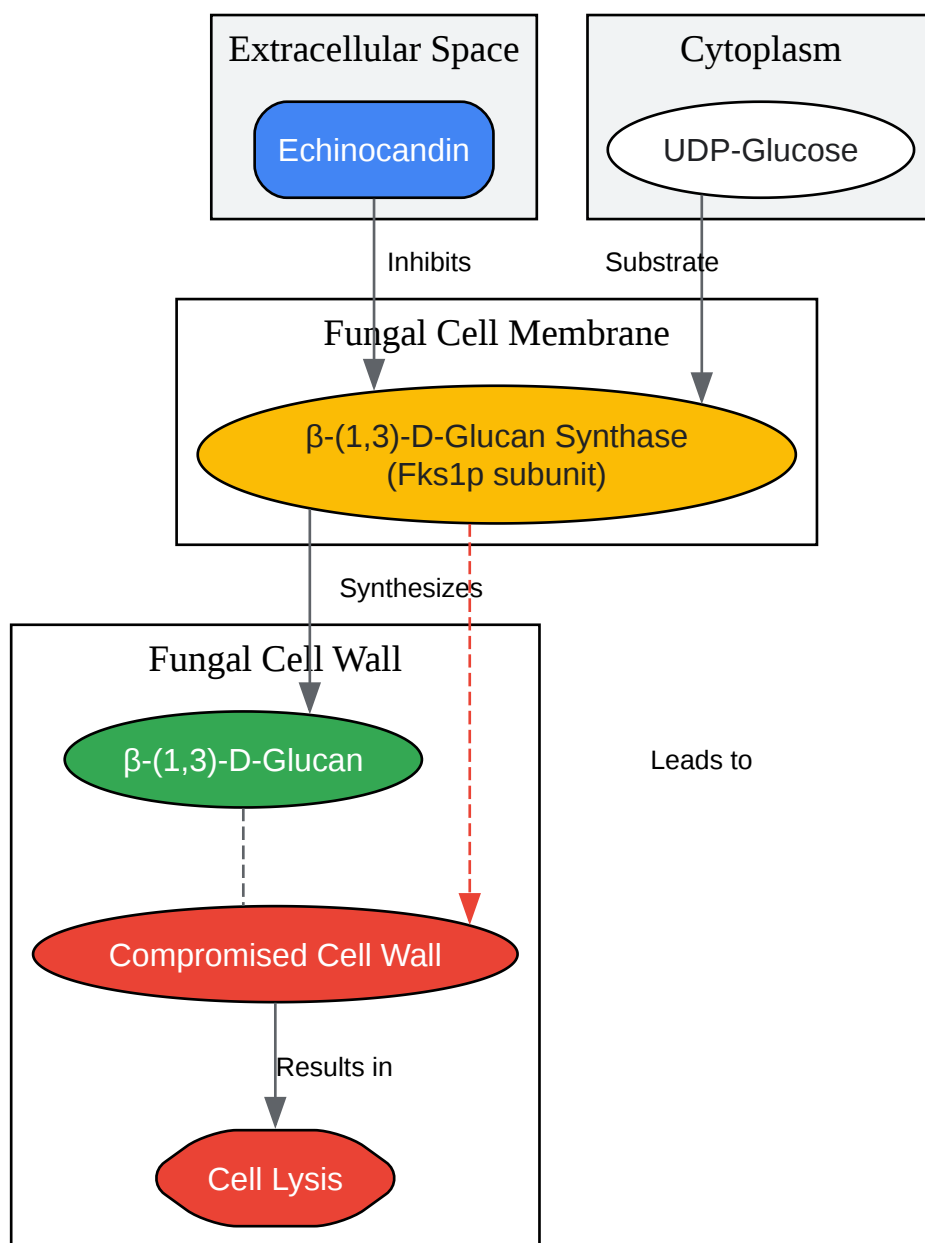 Extracellular Space
Cytoplasm
Echinocandin
UDP-Glucose
Inhibits
Substrate
Fungal Cell Membrane
β-(1,3)-D-Glucan Synthase
(Fks1p subunit)
Synthesizes
Fungal Cell Wall
β-(1,3)-D-Glucan
Leads to
Compromised Cell Wall
Results in
Cell Lysis